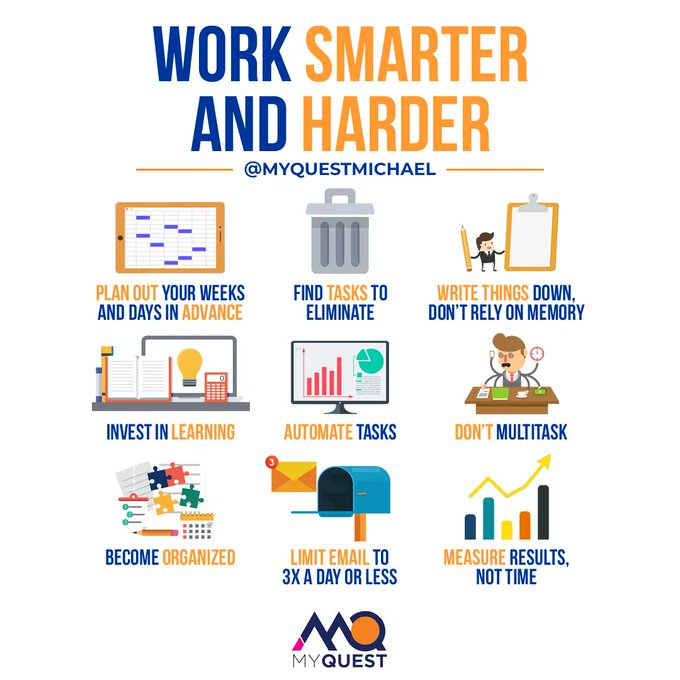 WORK SMARTER
AND HARDER
@MYQUESTMICHAEL
PLAN OUT YOUR WEEKS
AND DAYS IN ADVANCE
FIND TASKS TO
ELIMINATE
WRITE THINGS DOWN,
DON'T RELY ON MEMORY
INVEST IN LEARNING
AUTOMATE TASKS
DON'T MULTITASK
BECOME ORGANIZED
3
LIMIT EMAIL TO
3X A DAY OR LESS
MEASURE RESULTS,
NOT TIME
MQ
MYQUEST